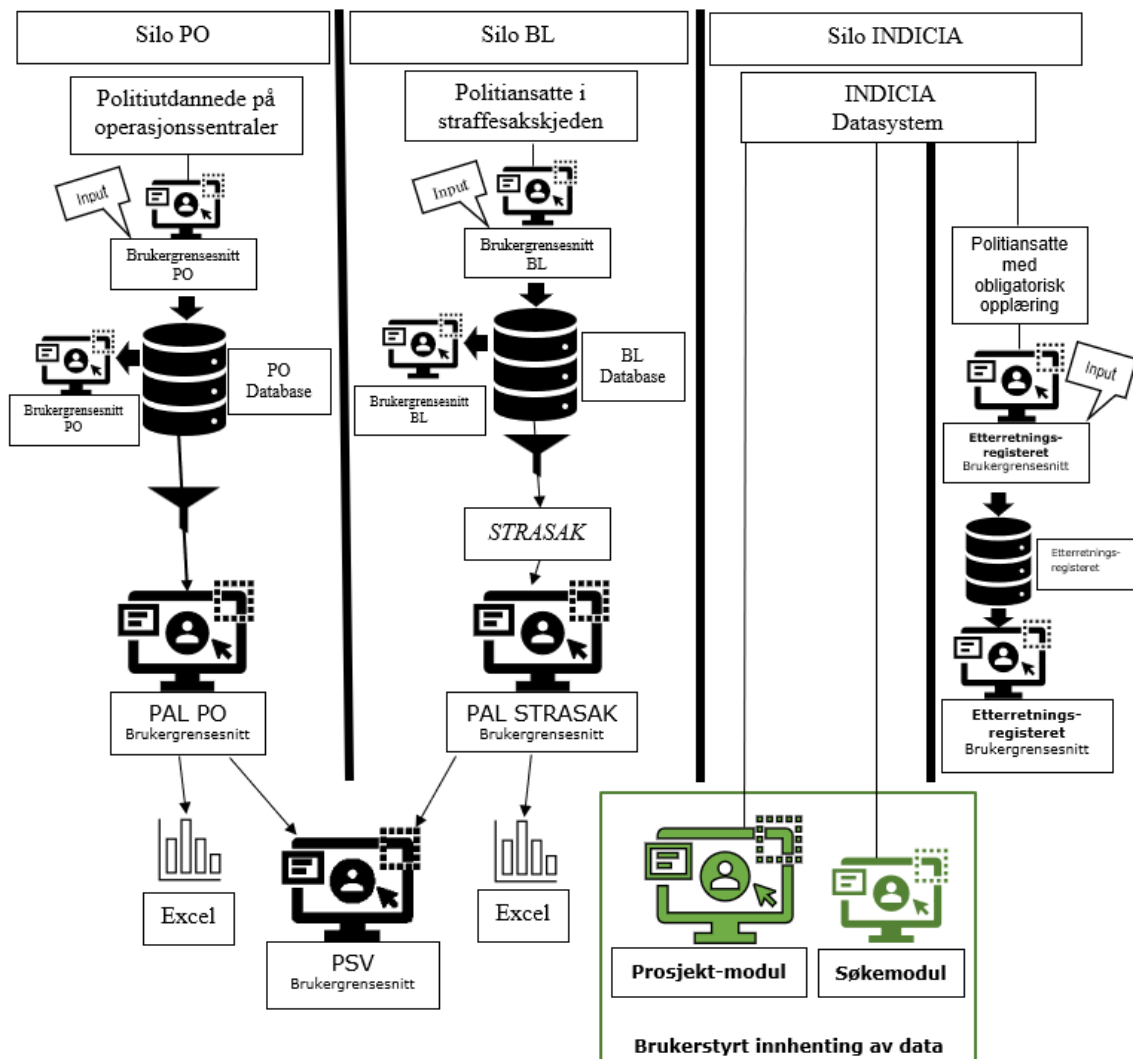 Silo PO
Politiutdannede på
operasjonssentraler
Input
Brukergrensesnitt
PO
Brukergrensesnitt
PO
PO
Database
PAL PO
Brukergrensesnitt
Excel
Silo BL
Politiansatte i
straffesakskjeden
Input
Brukergrensesnitt
BL
Brukergrensesnitt
BL
BL
Database
STRASAK
PAL STRASAK
Brukergrensesnitt
Excel
PSV
Brukergrensesnitt
Silo INDICIA
INDICIA
Datasystem
Politiansatte
med
obligatorisk
opplæring
Input
Etterretnings-
registeret
Brukergrensesnitt
Etterretnings-
registeret
Etterretnings-
registeret
Brukergrensesnitt
Prosjekt-modul
Søkemodul
Brukerstyrt innhenting av data